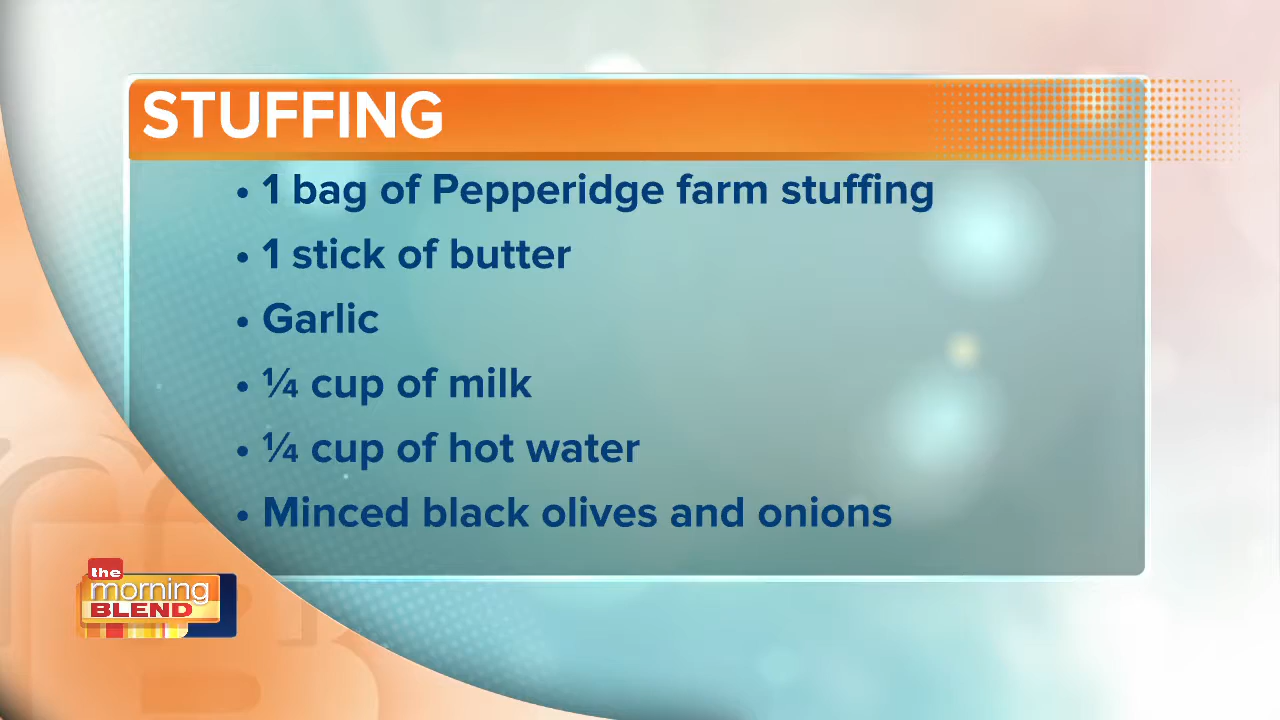 STUFFING
• 1 bag of Pepperidge farm stuffing
• 1 stick of butter
• Garlic
• ¼ cup of milk
• ¼ cup of hot water
• Minced black olives and onions
the
morning
BLEND